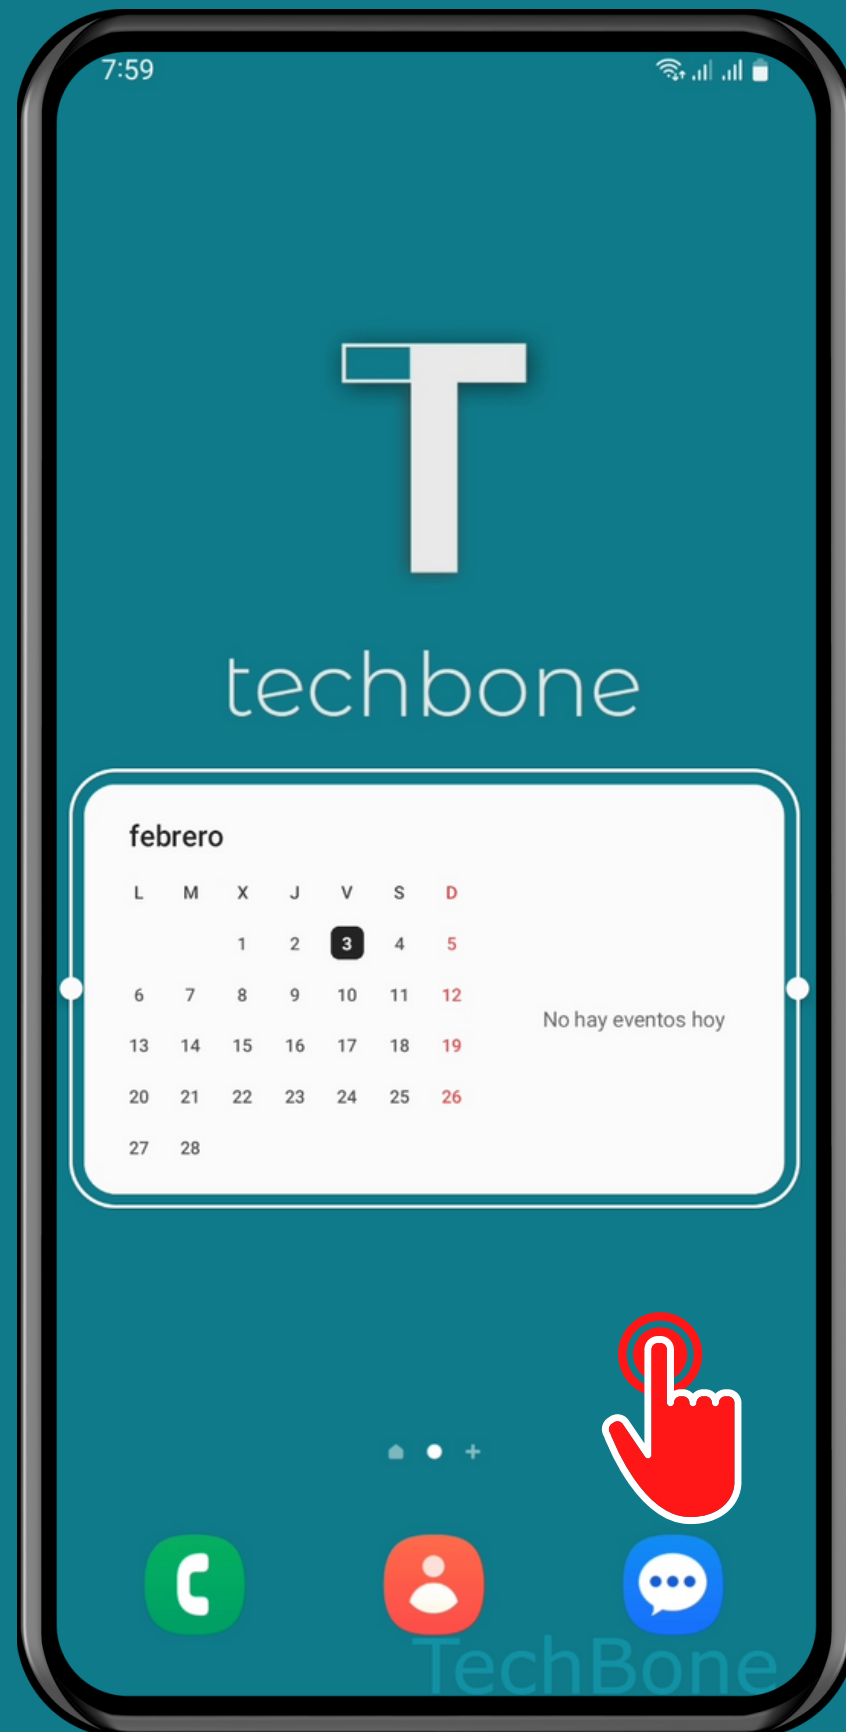 7:59
techbone
febrero
L M X J V S D
1 2 3 4 5
6 7 8 9 10 11 12
No hay eventos hoy
13 14 15 16 17 18 19
20 21 22 23 24 25 26
27 28
TechBone